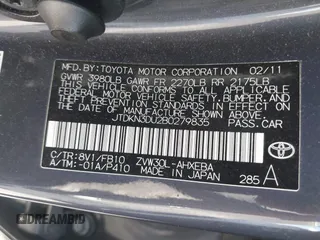 MFD.BY:TOYOTA MOTOR CORPORATION 02/11
GVWR 3980LB GAWR FR 2270LB RR 2175LB
THIS VEHICLE CONFORMS TO ALL APPLICABLE
FEDERAL MOTOR VEHICLE SAFETY, BUMPER, AND
THEFT PREVENTION STANDARDS IN EFFECT ON
THE DATE OF MANUFACTURE SHOWN ABOVE.
JTDKN3DU2B0279835 PASS.CAR
C/TR:8V1/FB10 ZVW30L-AHXEBA
A/TM:-01A/P410 MADE IN JAPAN 285 A
TOYOTA
DREAMBID